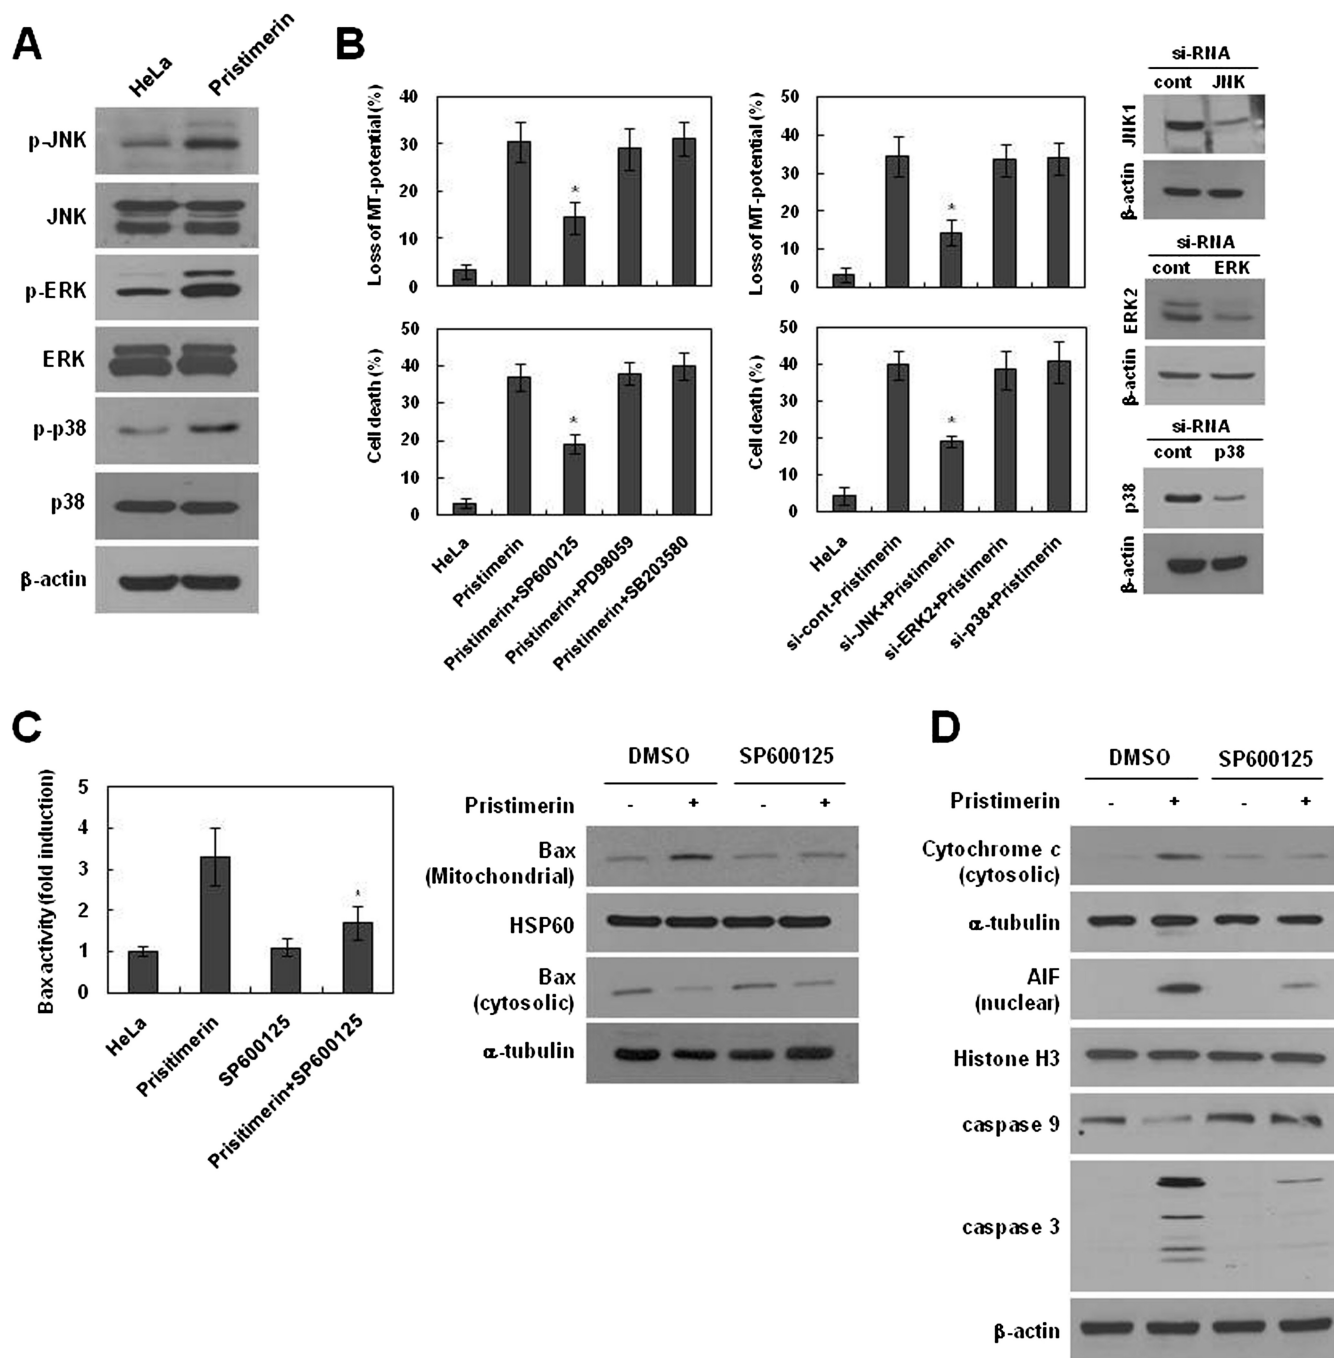 A
HeLa
Pristimerin
p-JNK
JNK
p-ERK
ERK
p-p38
p38
β-actin
B
Loss of MT-potential (%)
40
30
20
10
0
*
Cell death (%)
50
40
30
20
10
0
*
HeLa
Pristimerin
Pristimerin+SP600125
Pristimerin+PD98059
Pristimerin+SB203580
Loss of MT-potential (%)
50
40
30
20
10
0
*
Cell death (%)
50
40
30
20
10
0
*
HeLa
si-cont-Pristimerin
si-JNK+Pristimerin
si-ERK2+Pristimerin
si-p38+Pristimerin
si-RNA
cont JNK
JNK1
β-actin
si-RNA
cont ERK
ERK2
β-actin
si-RNA
cont p38
p38
β-actin
C
Bax activity (fold induction)
5
4
3
2
1
0
*
HeLa
Prisitimerin
SP600125
Prisitimerin+SP600125
DMSO SP600125
Pristimerin - + - +
Bax
(Mitochondrial)
HSP60
Bax
(cytosolic)
α-tubulin
D
DMSO SP600125
Pristimerin - + - +
Cytochrome c
(cytosolic)
α-tubulin
AIF
(nuclear)
Histone H3
caspase 9
caspase 3
β-actin